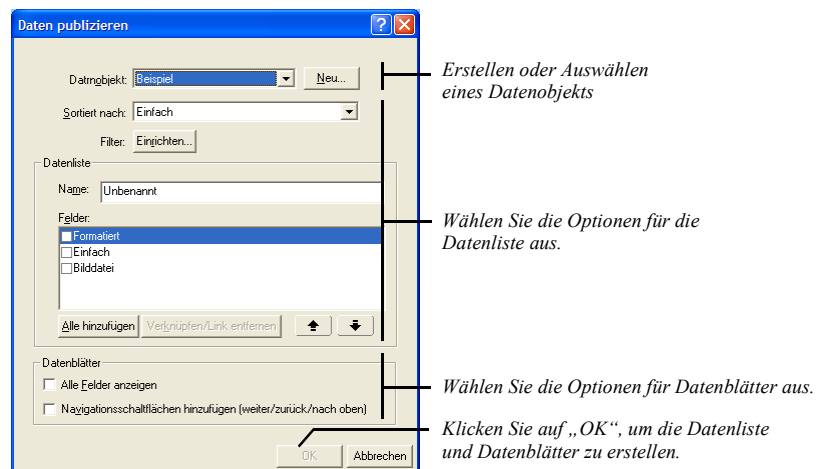 Daten publizieren
Datrnobjekt: Beispiel Neu...
Erstellen oder Auswählen
eines Datenobjekts
Sortiert nach: Einfach
Filter: Einrichten...
Datenliste
Name: Unbenannt
Felder:
Formatiert
Einfach
Bilddatei
Wählen Sie die Optionen für die
Datenliste aus.
Alle hinzufügen Verknüpfen/Link entfernen
Datenblätter
Alle Felder anzeigen
Navigationsschaltflächen hinzufügen (weiter/zurück/nach oben)
Wählen Sie die Optionen für Datenblätter aus.
OK Abbrechen
Klicken Sie auf „OK“, um die Datenliste
und Datenblätter zu erstellen.